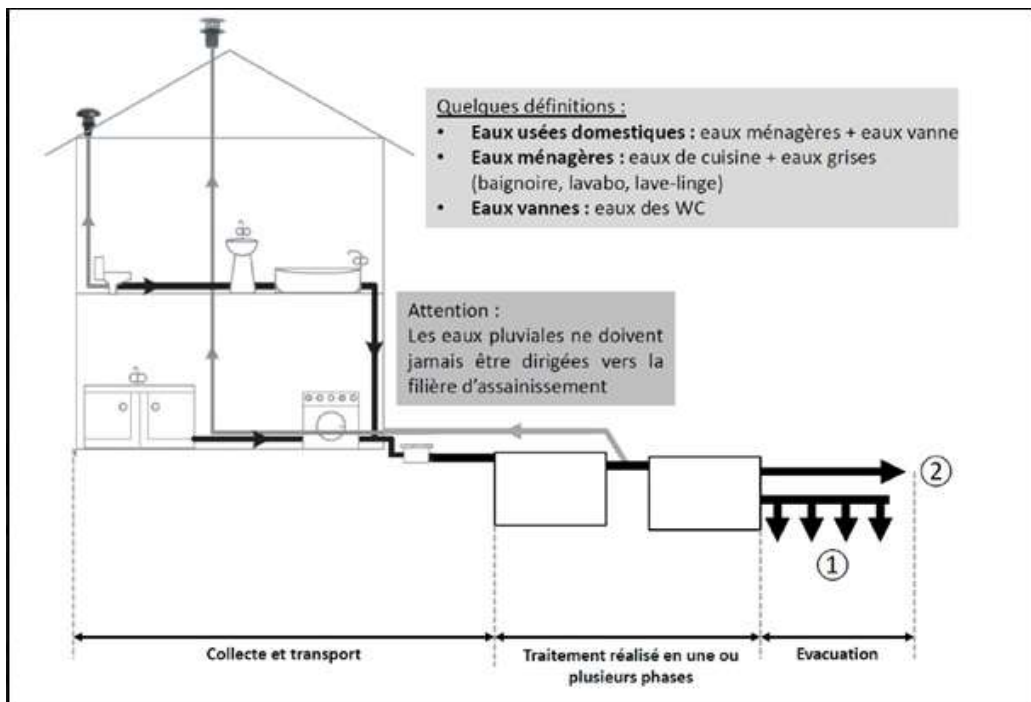 Quelques définitions :
• Eaux usées domestiques : eaux ménagères + eaux vanne
• Eaux ménagères : eaux de cuisine + eaux grises
(baignoire, lavabo, lave-linge)
• Eaux vannes : eaux des WC
Attention :
Les eaux pluviales ne doivent
jamais être dirigées vers la
filière d'assainissement
②
①
Collecte et transport
Traitement réalisé en une ou
plusieurs phases
Evacuation